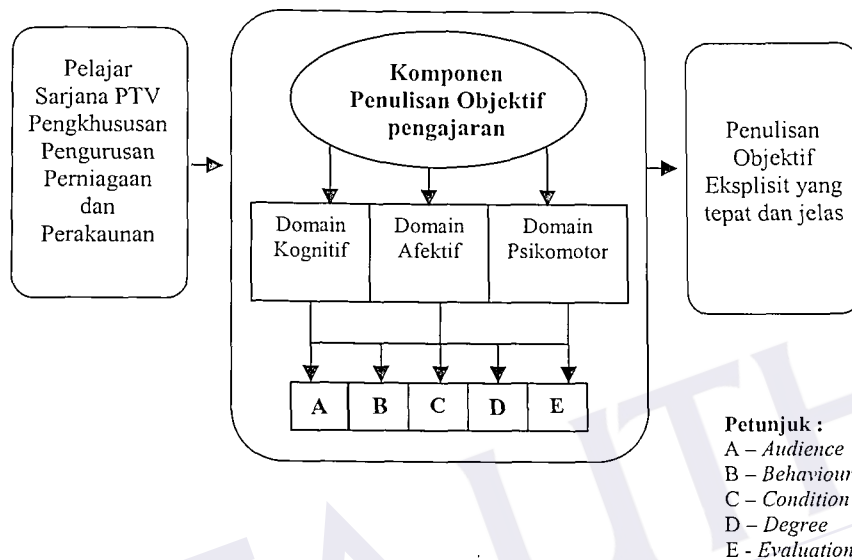 Pelajar
Sarjana PTV
Pengkhususan
Pengurusan
Perniagaan
dan
Perakaunan
Komponen
Penulisan Objektif
pengajaran
Domain
Kognitif
Domain
Afektif
Domain
Psikomotor
A B C D E
Penulisan
Objektif
Eksplisit yang
tepat dan jelas
Petunjuk :
A – Audience
B – Behaviour
C – Condition
D – Degree
E - Evaluation